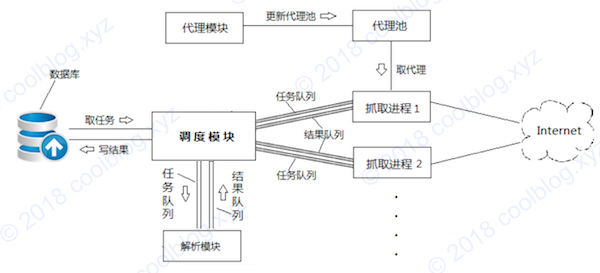 代理模块
更新代理池
代理池
取代理
数据库
取任务
写结果
调度模块
任务队列
结果队列
任务队列
抓取进程 1
抓取进程 2
Internet
任务队列
结果队列
解析模块
© 2018 coolblog.xyz
© 2018 coolblog.xyz
© 2018 coolblog.xyz
© 2018 coolblog.xyz
coolblog.xyz